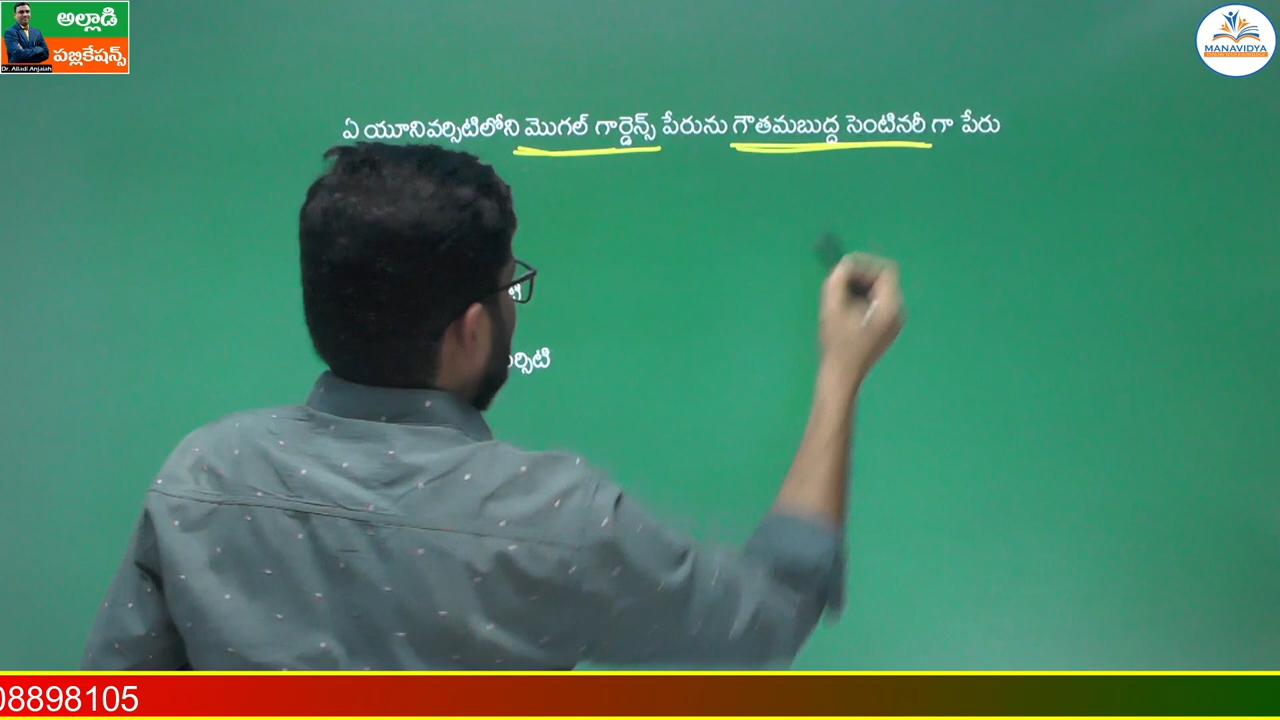 అల్లాడి
పబ్లికేషన్స్
Dr. Alladi Anjaiah
MANAVIDYA
ఏ యూనివర్సిటిలోని మొగల్ గార్డెన్స్ పేరును గౌతమబుద్ధ సెంటినరీ గా పేరు
ర్సిటి
08898105